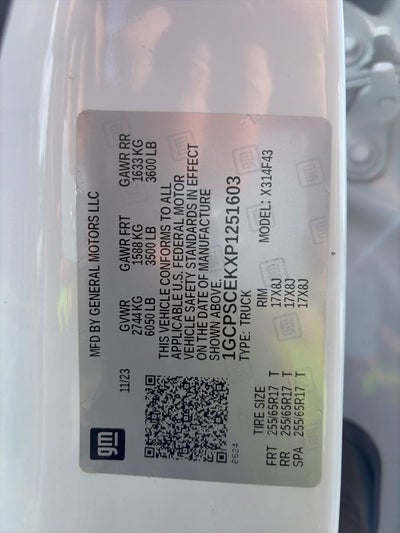 gm
MFD BY GENERAL MOTORS LLC
11/23
GVWR GAWR FRT GAWR RR
2744 KG 1588 KG 1633 KG
6050 LB 3500 LB 3600 LB
THIS VEHICLE CONFORMS TO ALL
APPLICABLE U.S. FEDERAL MOTOR
VEHICLE SAFETY STANDARDS IN EFFECT
ON THE DATE OF MANUFACTURE
SHOWN ABOVE.
1GCPSCEKXP1251603
TYPE: TRUCK MODEL: X314F43
E624
TIRE SIZE RIM
FRT 255/65R17 T 17X8J
RR 255/65R17 T 17X8J
SPA 255/65R17 T 17X8J